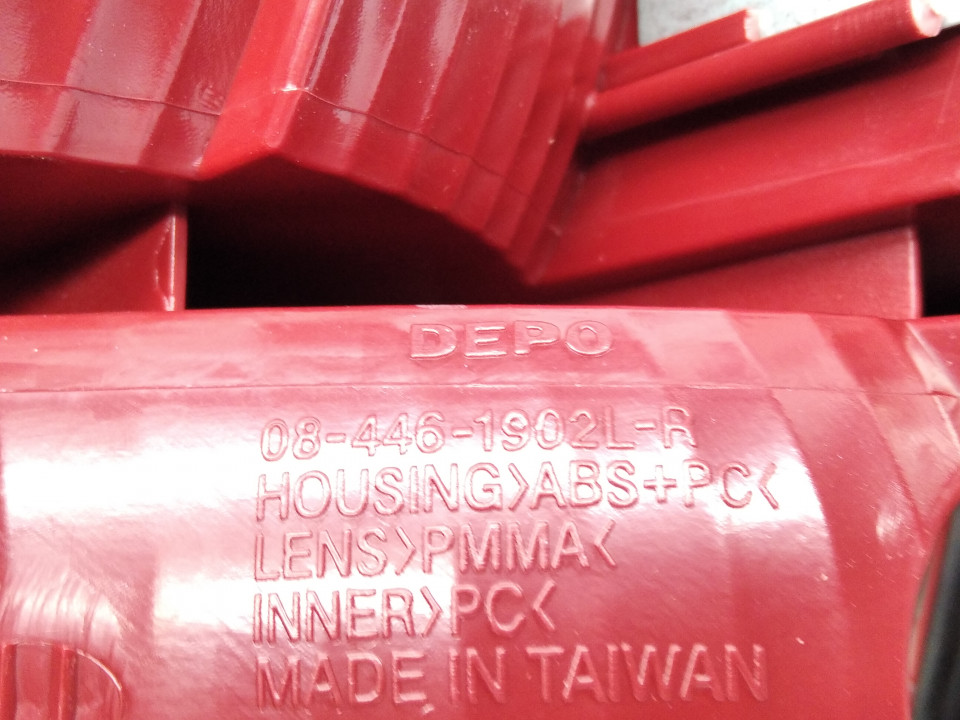 DEPO
08-446-1902L-R
HOUSING>ABS+PC<
LENS>PMMA<
INNER>PC<
MADE IN TAIWAN